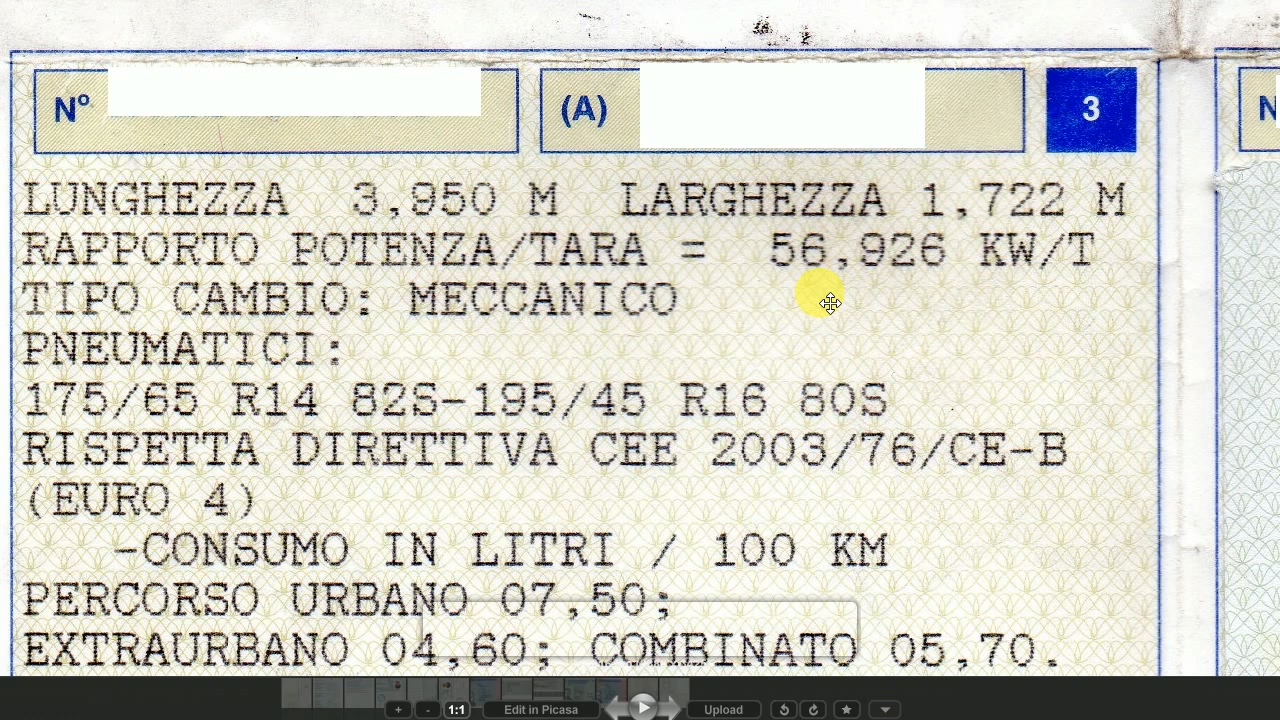 Nº (A) 3 N
LUNGHEZZA 3,950 M LARGHEZZA 1,722 M
RAPPORTO POTENZA/TARA = 56,926 KW/T
TIPO CAMBIO: MECCANICO
PNEUMATICI:
175/65 R14 82S-195/45 R16 80S
RISPETTA DIRETTIVA CEE 2003/76/CE-B
(EURO 4)
-CONSUMO IN LITRI / 100 KM
PERCORSO URBANO 07,50;
EXTRAURBANO 04,60; COMBINATO 05,70.
+ - 1:1 Edit in Picasa Upload